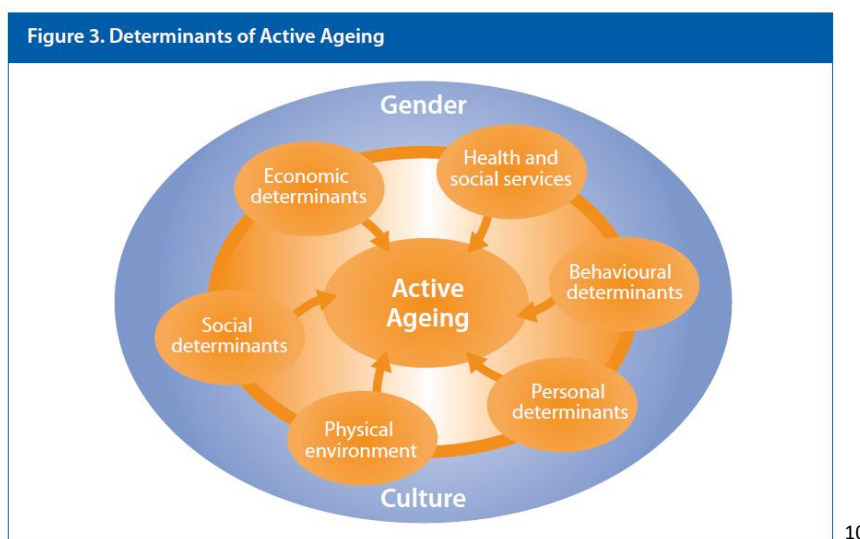 Figure 3. Determinants of Active Ageing
Gender
Economic
determinants
Health and
social services
Behavioural
determinants
Active
Ageing
Social
determinants
Personal
determinants
Physical
environment
Culture
10